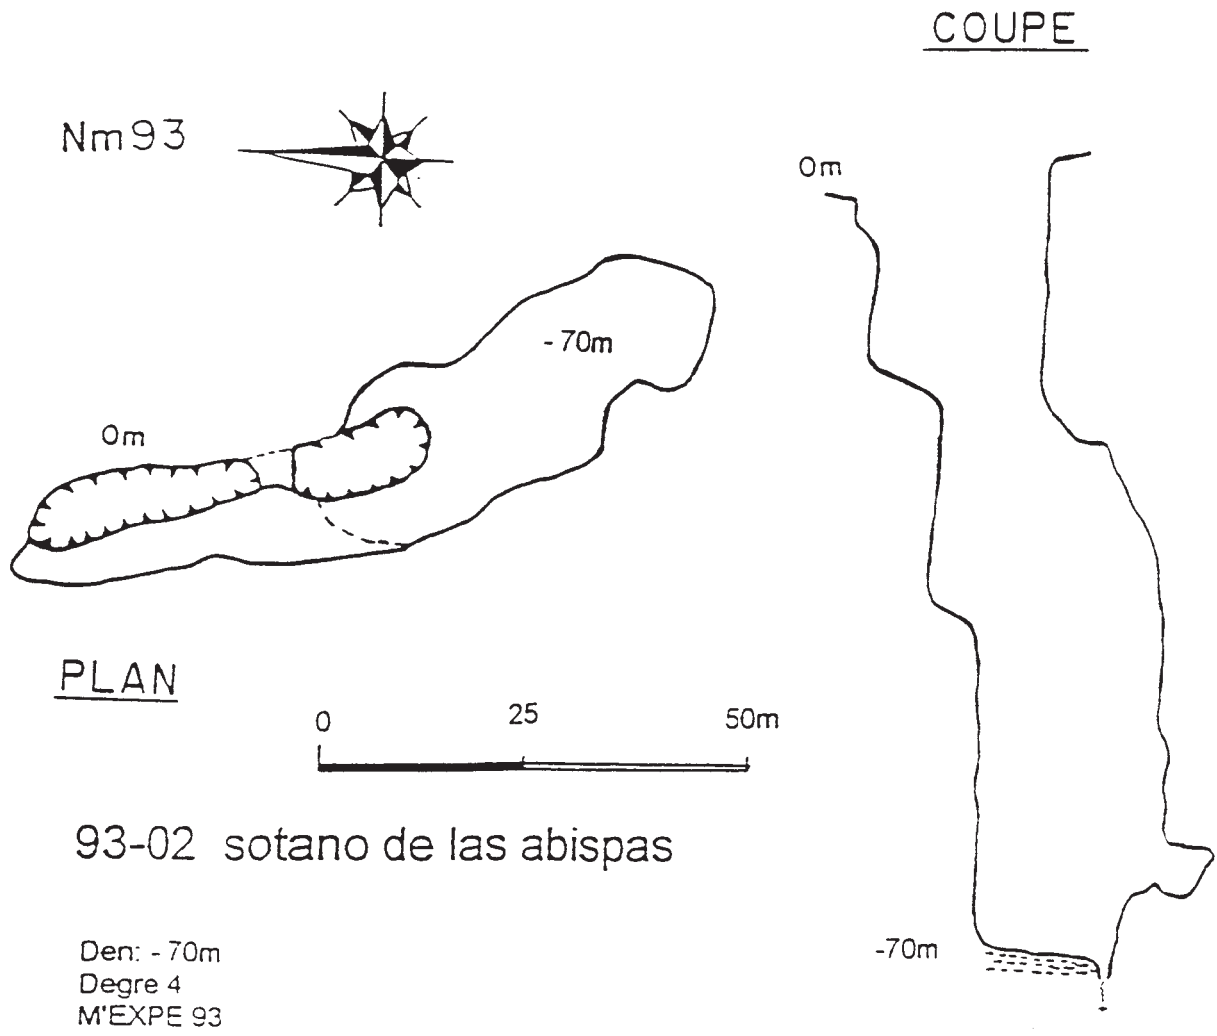 COUPE
Nm93
0m
-70m
0m
PLAN
0 25 50m
93-02 sotano de las abispas
-70m
Den: -70m
Degre 4
M'EXPE 93